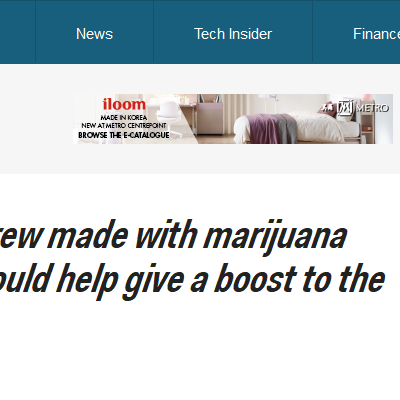 News
Tech Insider
Finance
iloom
MADE IN KOREA
NEW AT METRO CENTREPOINT
BROWSE THE E-CATALOGUE
METRO
rew made with marijuana
ould help give a boost to the